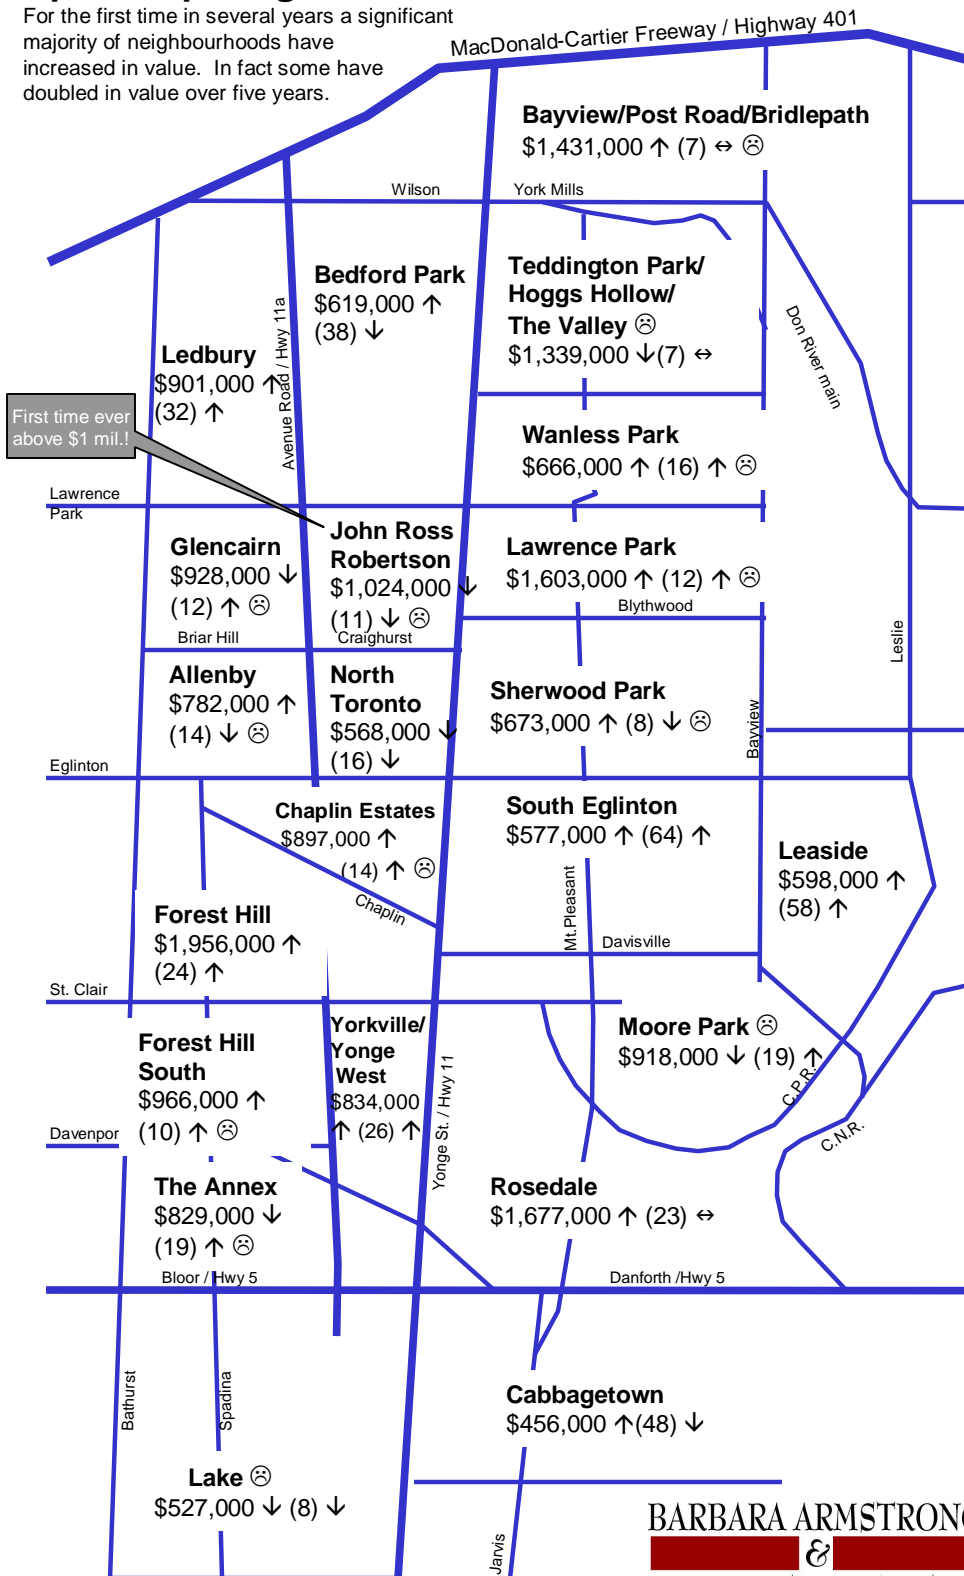 For the first time in several years a significant
majority of neighbourhoods have
increased in value. In fact some have
doubled in value over five years.
MacDonald-Cartier Freeway / Highway 401
Bayview/Post Road/Bridlepath
$1,431,000 ↑ (7) ↔ ☹
Wilson
York Mills
Bedford Park
$619,000 ↑
(38) ↓
Teddington Park/
Hoggs Hollow/
The Valley ☹
$1,339,000 ↓(7) ↔
Avenue Road / Hwy 11a
Don River main
Ledbury
$901,000 ↑
(32) ↑
First time ever
above $1 mil.!
Wanless Park
$666,000 ↑ (16) ↑ ☹
Lawrence
Park
Glencairn
$928,000 ↓
(12) ↑ ☹
John Ross
Robertson
$1,024,000 ↓
(11) ↓ ☹
Lawrence Park
$1,603,000 ↑ (12) ↑ ☹
Blythwood
Briar Hill
Craighurst
Leslie
Allenby
$782,000 ↑
(14) ↓ ☹
North
Toronto
$568,000 ↓
(16) ↓
Sherwood Park
$673,000 ↑ (8) ↓ ☹
Bayview
Eglinton
Chaplin Estates
$897,000 ↑
(14) ↑ ☹
South Eglinton
$577,000 ↑ (64) ↑
Leaside
$598,000 ↑
(58) ↑
Chaplin
Mt.Pleasant
Davisville
Forest Hill
$1,956,000 ↑
(24) ↑
St. Clair
Yorkville/
Yonge
West
$834,000
↑ (26) ↑
Moore Park ☹
$918,000 ↓ (19) ↑
Forest Hill
South
$966,000 ↑
(10) ↑ ☹
Yonge St. / Hwy 11
C.P.R.
C.N.R.
Davenpor
The Annex
$829,000 ↓
(19) ↑ ☹
Rosedale
$1,677,000 ↑ (23) ↔
Bloor / Hwy 5
Danforth /Hwy 5
Bathurst
Spadina
Cabbagetown
$456,000 ↑(48) ↓
Lake ☹
$527,000 ↓ (8) ↓
Jarvis
BARBARA ARMSTRONG
&